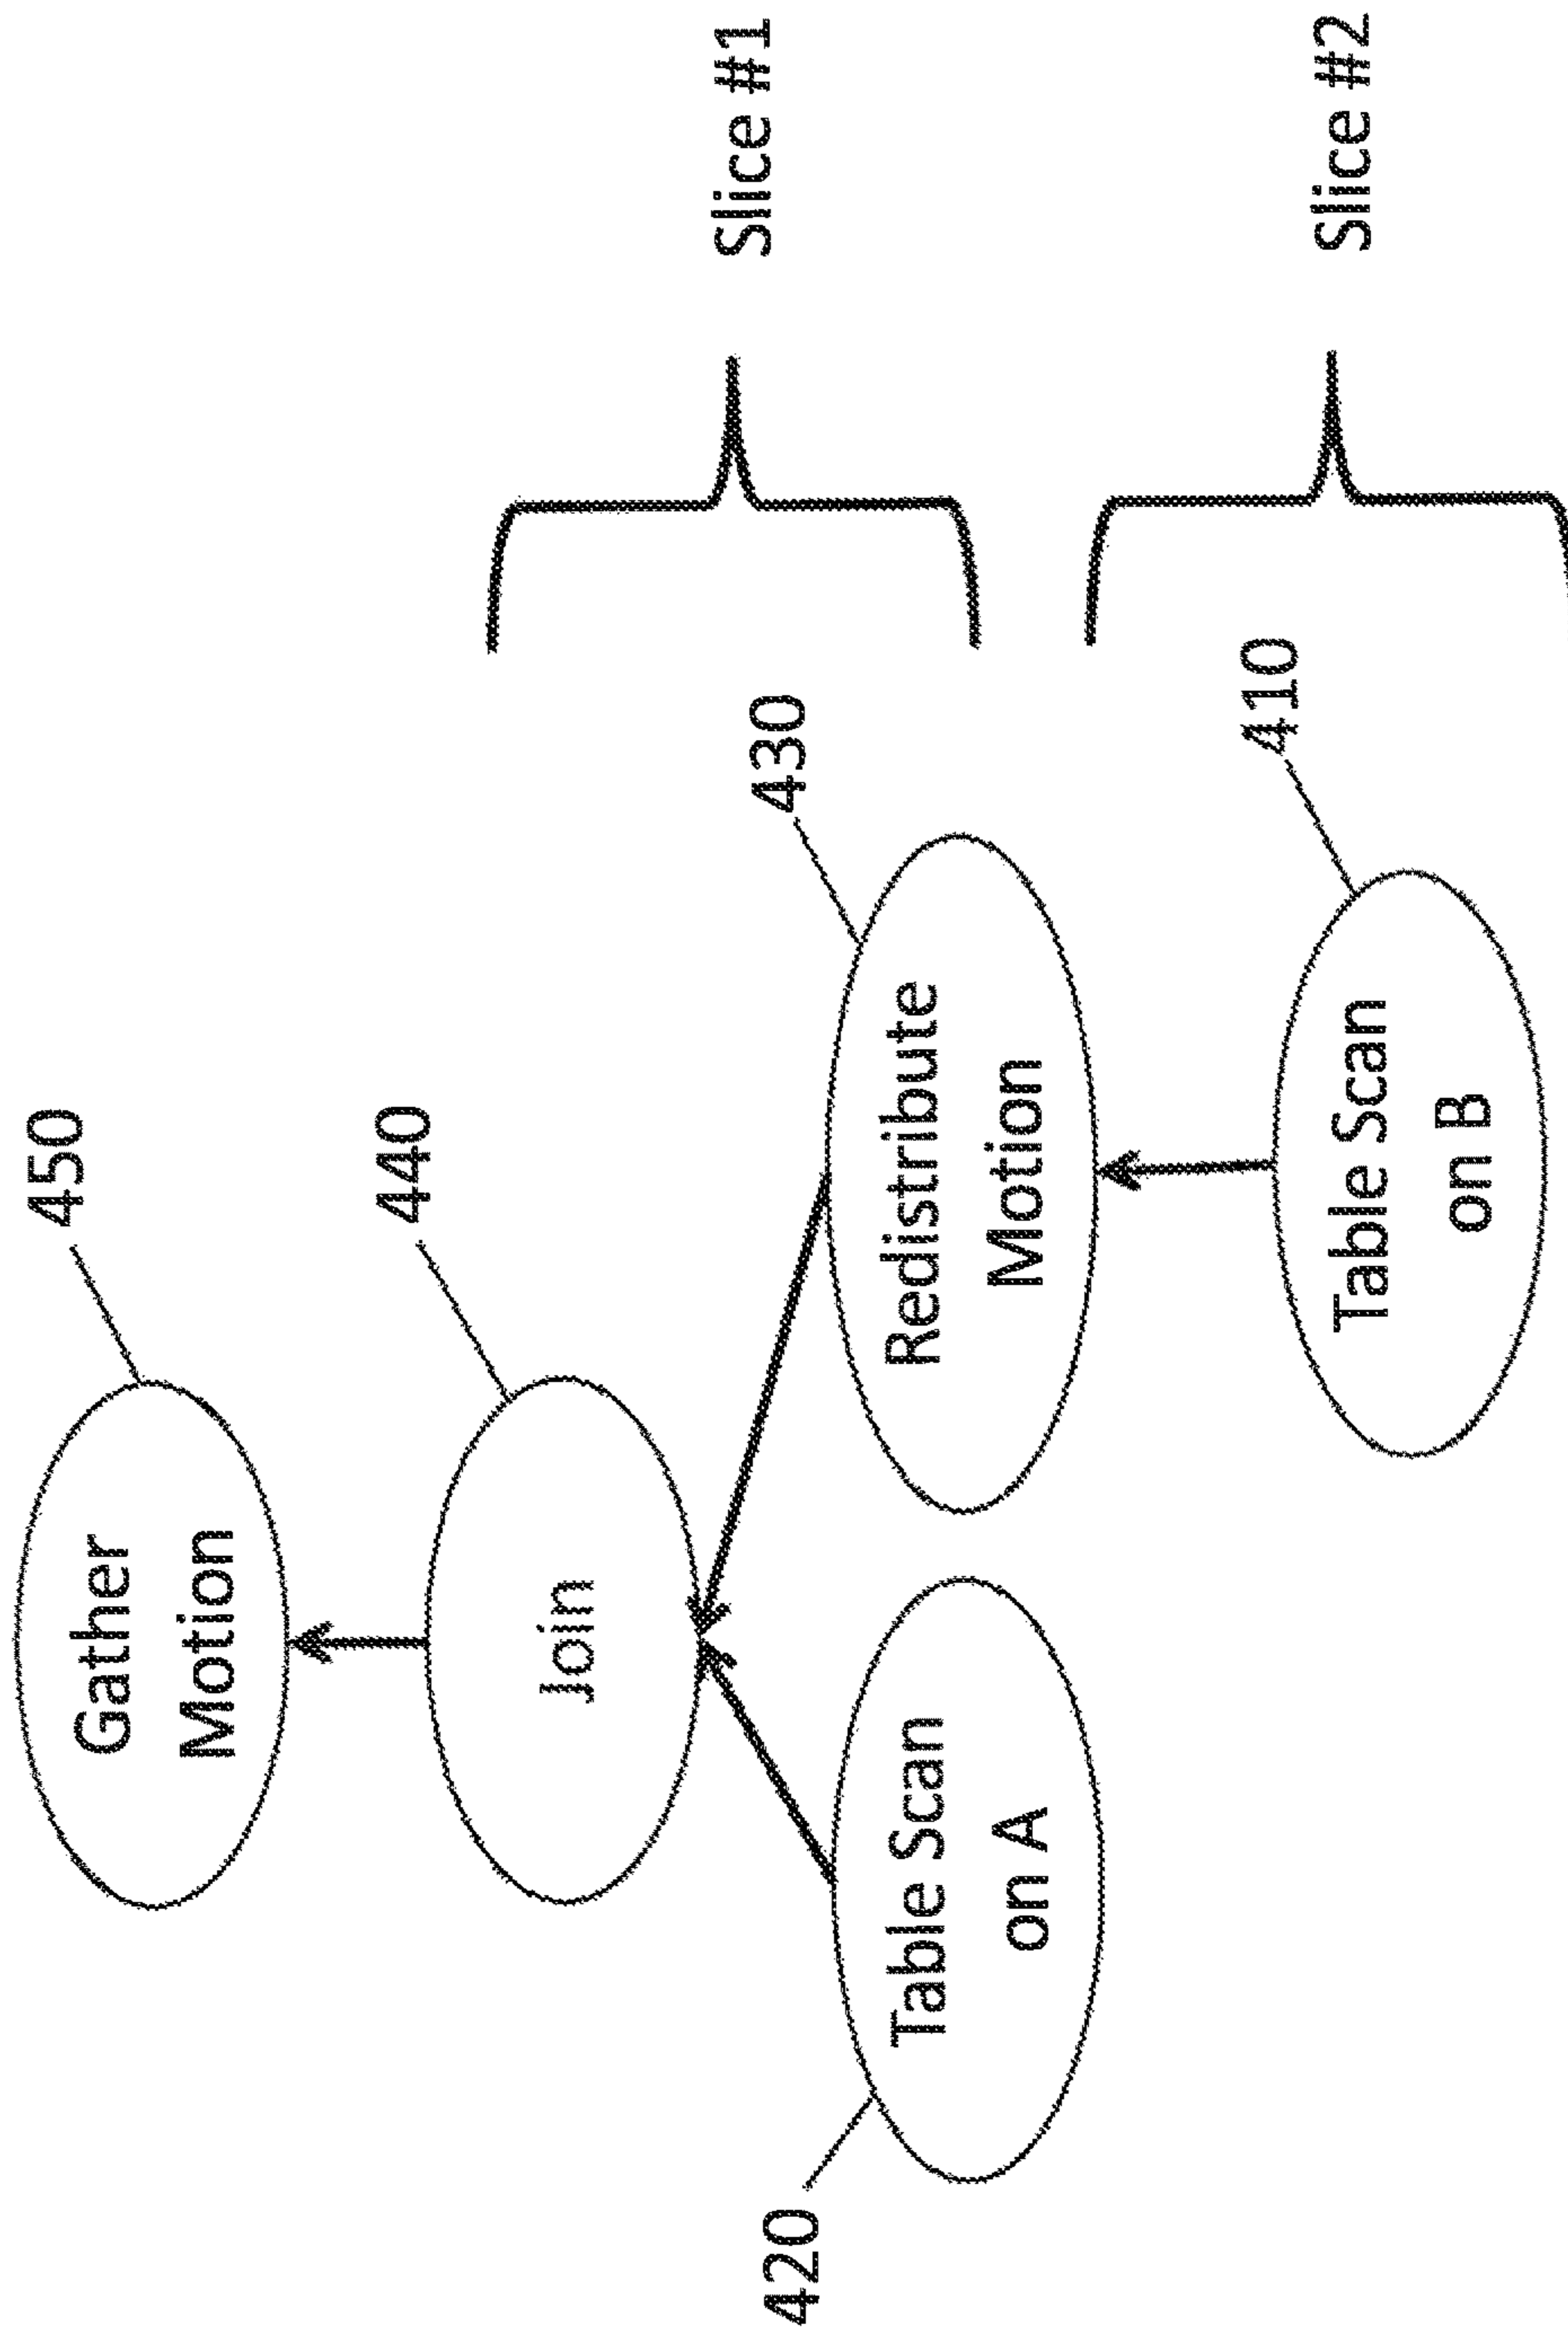 450
Gather
Motion
440
Join
Slice #1
420
Table Scan
on A
430
Redistribute
Motion
410
Table Scan
on B
Slice #2